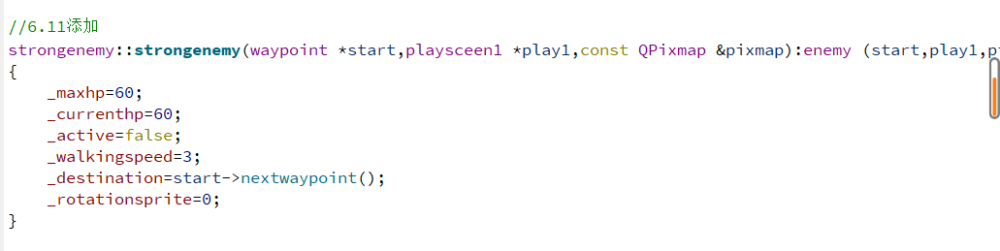 //6.11添加
strongenemy::strongenemy(waypoint *start,playsceen1 *play1,const QPixmap &pixmap):enemy (start,play1,
{
    _maxhp=60;
    _currenthp=60;
    _active=false;
    _walkingspeed=3;
    _destination=start->nextwaypoint();
    _rotationsprite=0;
}